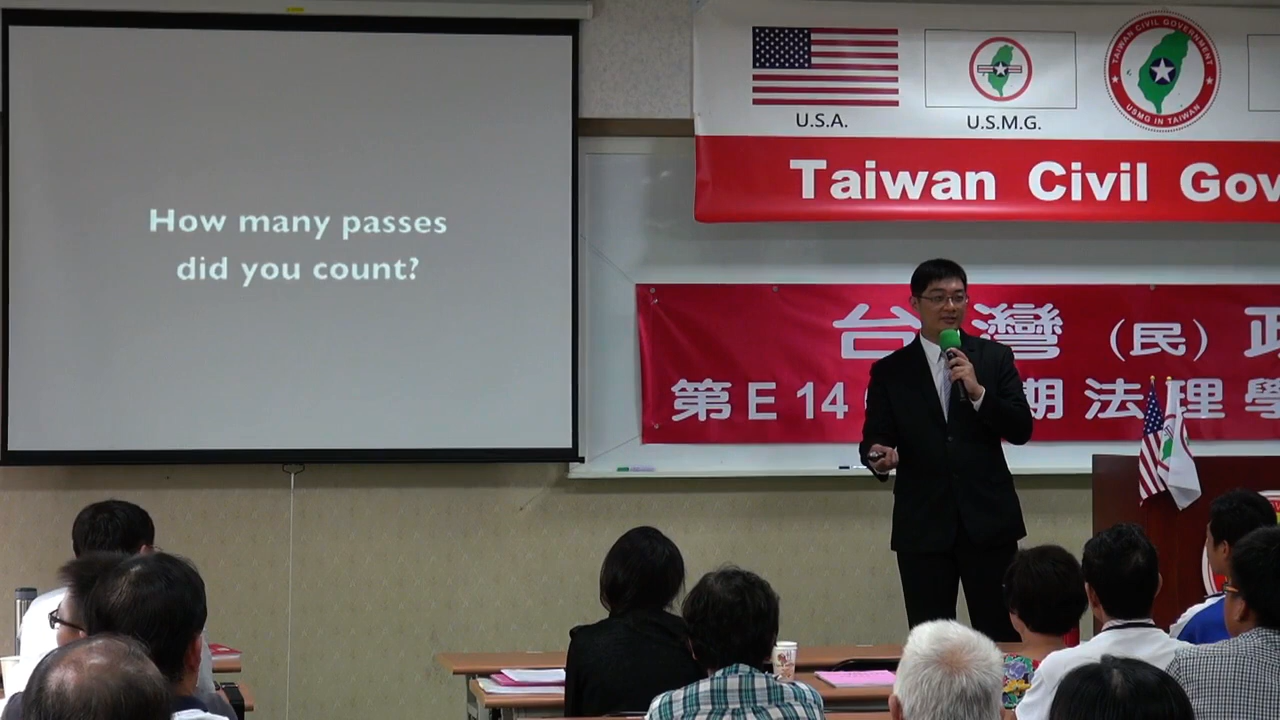 How many passes
did you count?
U.S.A.
U.S.M.G.
TAIWAN CIVIL GOVERNMENT
USMG IN TAIWAN
Taiwan Civil Gov
台灣（民）政
第E14 期法理學